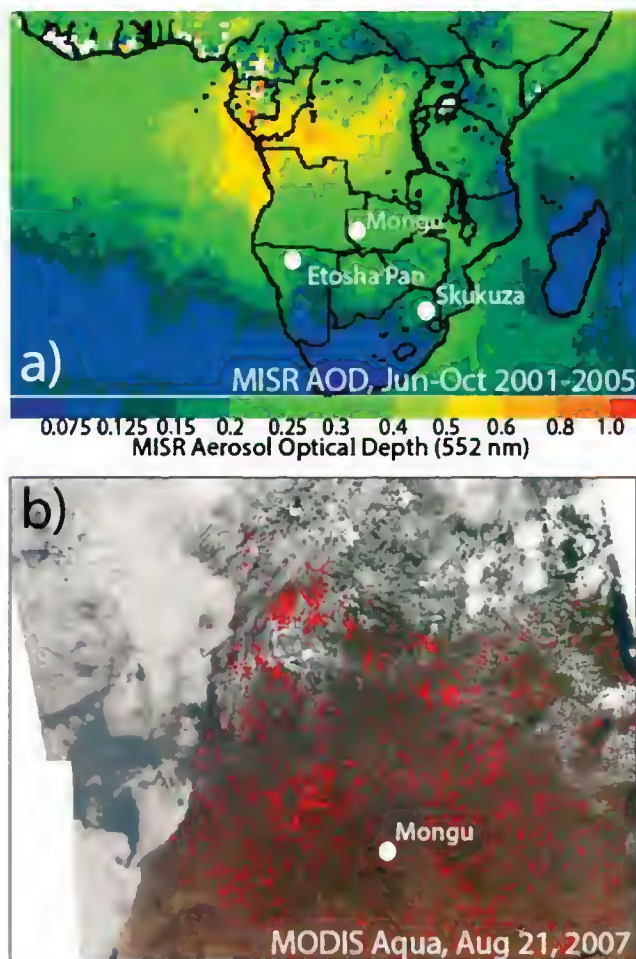 Mongu
Etosha Pan
Skukuza
a)
MISR AOD, Jun-Oct 2001-2005
0.075 0.125 0.15 0.2 0.25 0.3 0.4 0.5 0.6 0.8 1.0
MISR Aerosol Optical Depth (552 nm)
b)
Mongu
MODIS Aqua, Aug 21, 2007